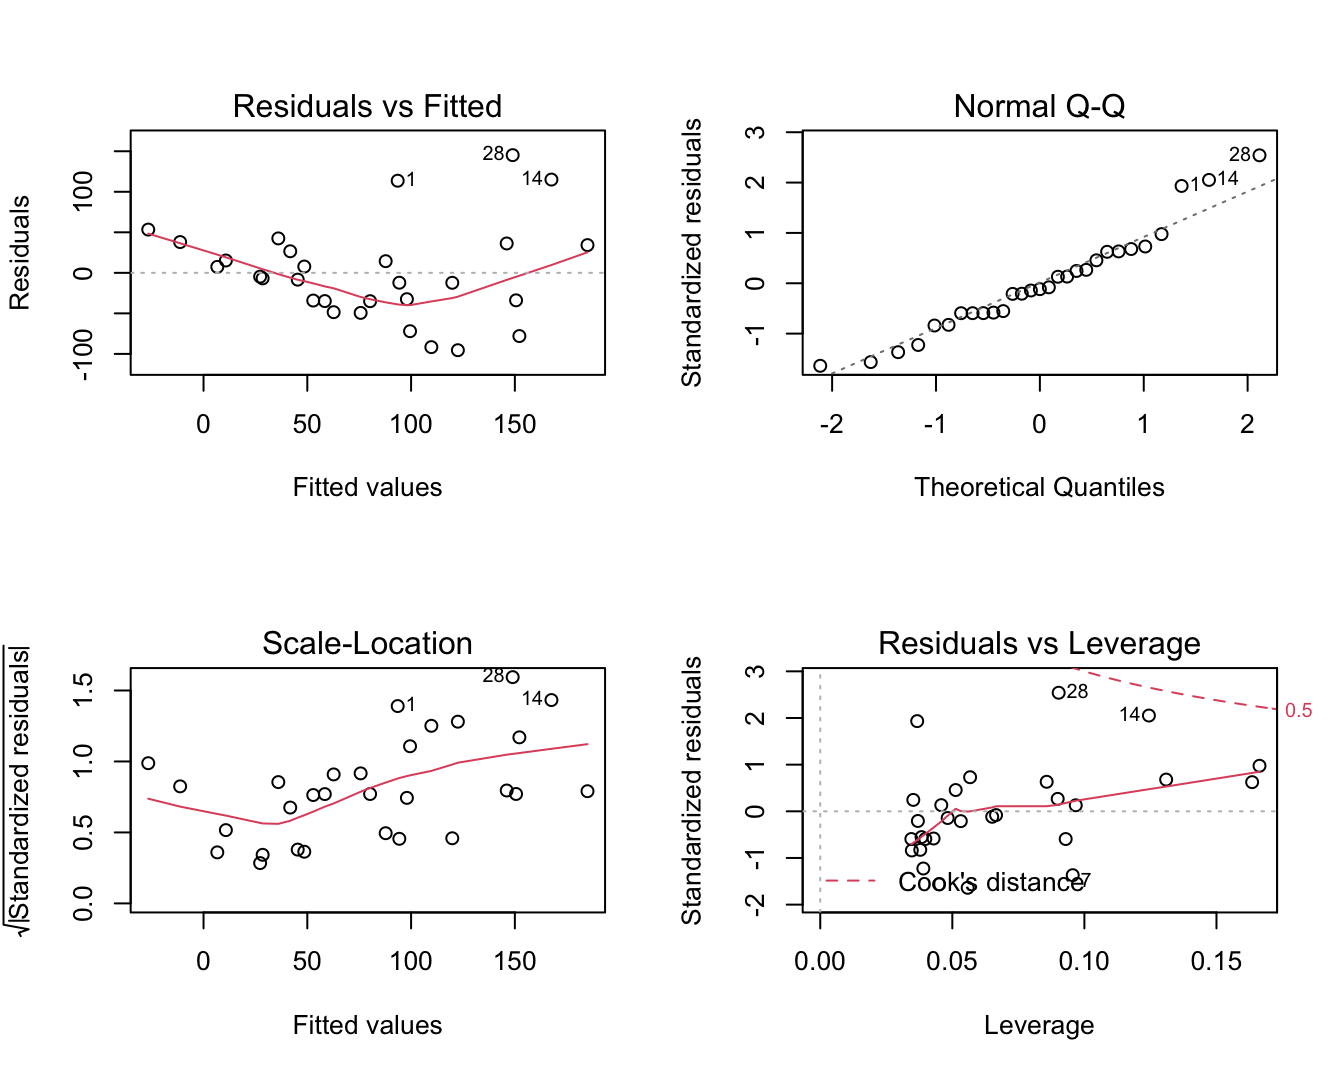 Residuals vs Fitted
Residuals
-100 0 100
28
1
14
0 50 100 150
Fitted values
Normal Q-Q
Standardized residuals
-1 0 1 2 3
28
1 14
-2 -1 0 1 2
Theoretical Quantiles
Scale-Location
√|Standardized residuals|
0.0 0.5 1.0 1.5
28
14
1
0 50 100 150
Fitted values
Residuals vs Leverage
Standardized residuals
-2 -1 0 1 2 3
28
14
0.5
7
Cook's distance
0.00 0.05 0.10 0.15
Leverage